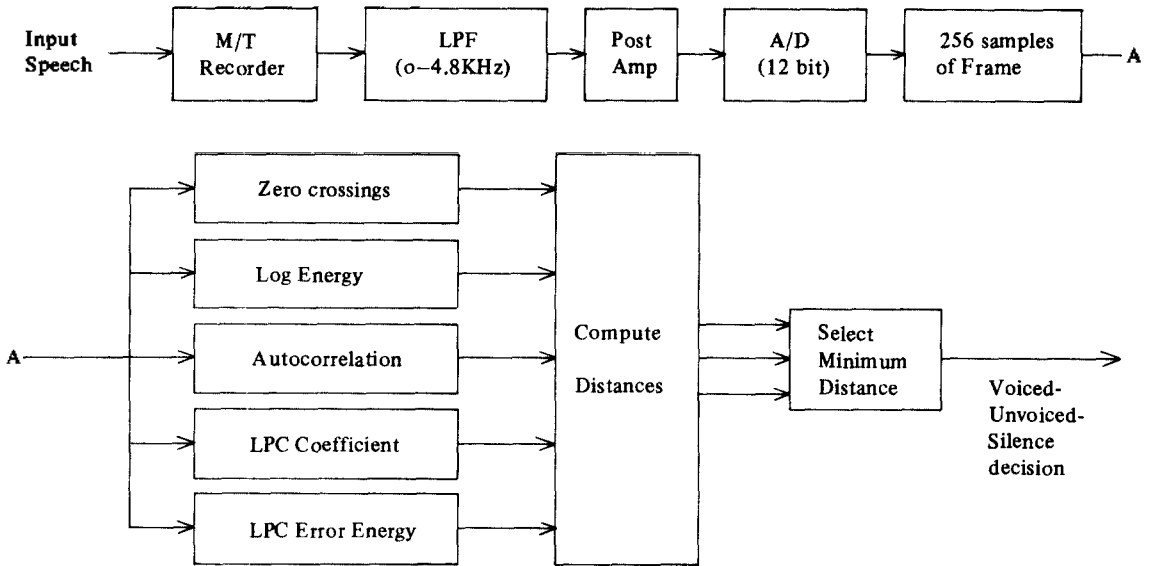 Input
Speech
M/T
Recorder
LPF
(o–4.8KHz)
Post
Amp
A/D
(12 bit)
256 samples
of Frame
A
Zero crossings
Log Energy
Autocorrelation
LPC Coefficient
LPC Error Energy
A
Compute
Distances
Select
Minimum
Distance
Voiced-
Unvoiced-
Silence
decision